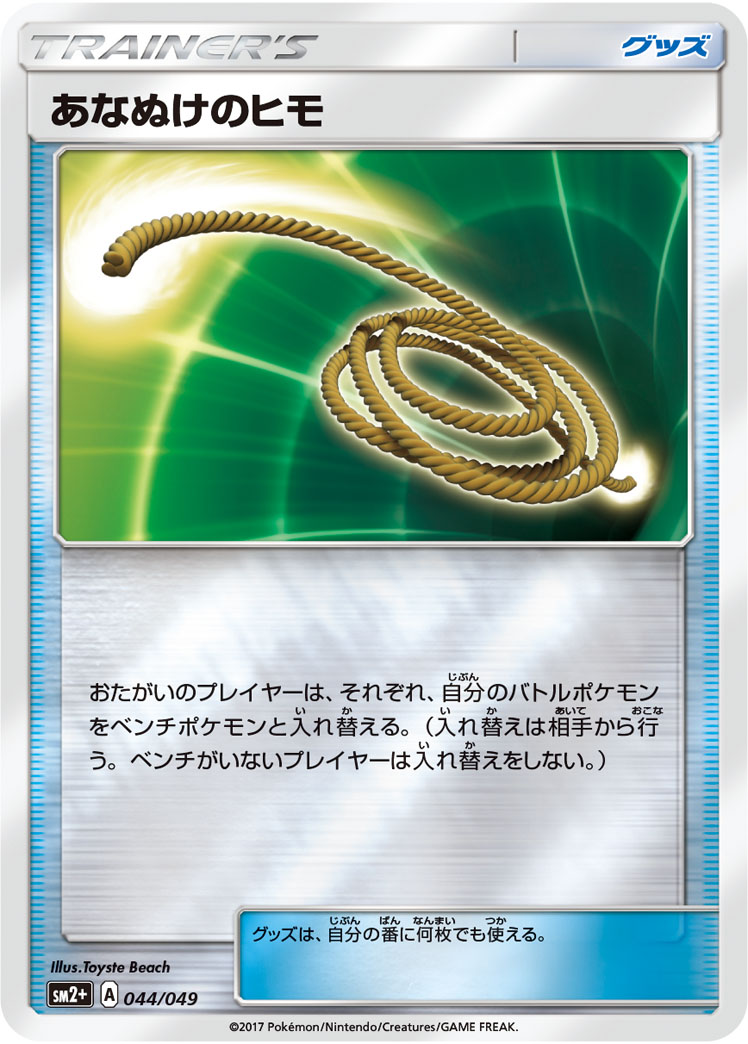 TRAINER'S
グッズ
あなぬけのヒモ
おたがいのプレイヤーは、それぞれ、自分のバトルポケモン
をベンチポケモンと入れ替える。（入れ替えは相手から行
う。ベンチがいないプレイヤーは入れ替えをしない。）
グッズは、自分の番に何枚でも使える。
Illus.Toyste Beach
SM2+ A 044/049
©2017 Pokémon/Nintendo/Creatures/GAME FREAK.